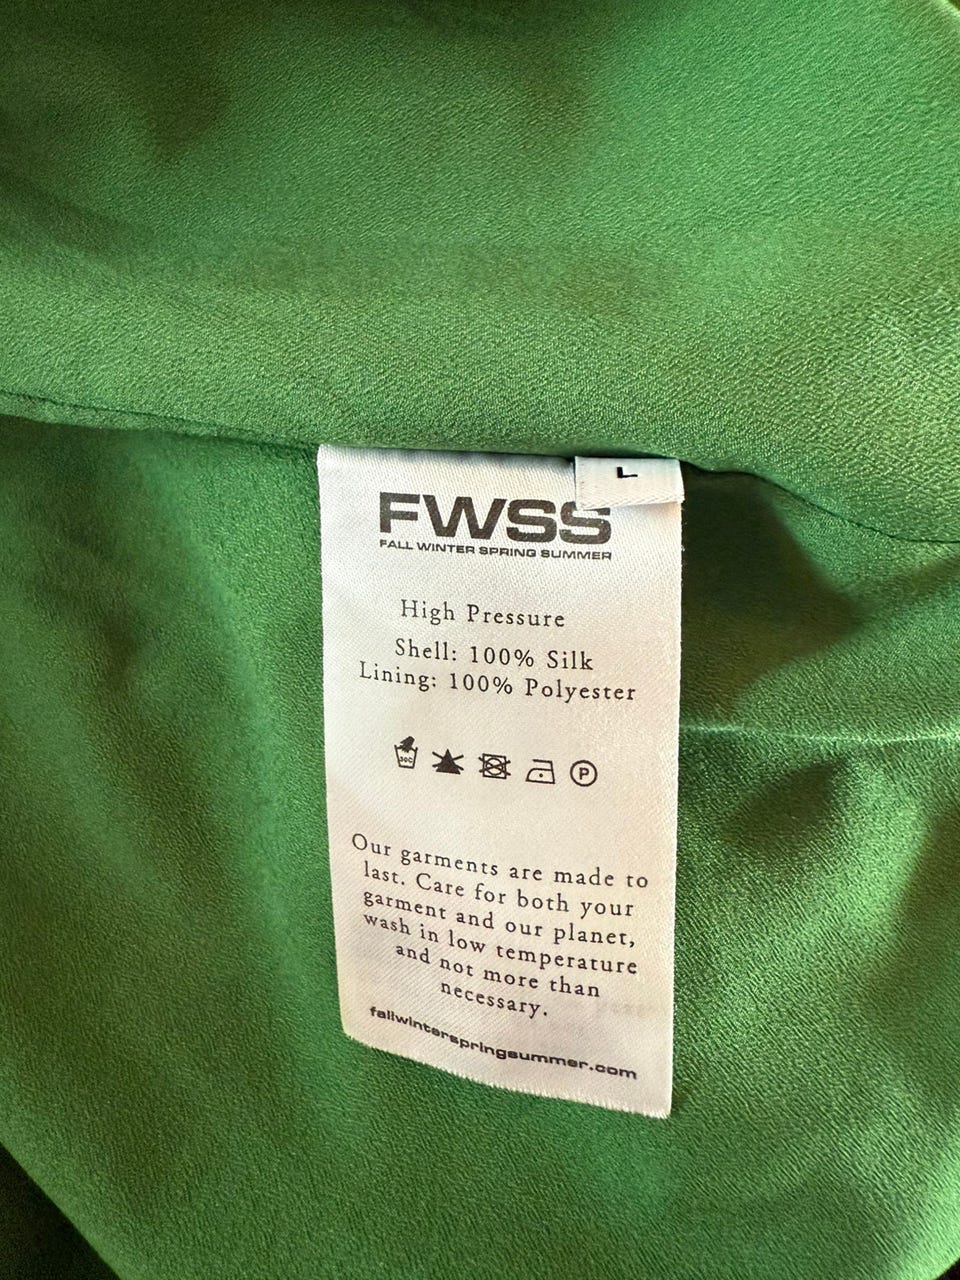 L
FWSS
FALL WINTER SPRING SUMMER
High Pressure
Shell: 100% Silk
Lining: 100% Polyester
30C
P
Our garments are made to
last. Care for both your
garment and our planet,
wash in low temperature
and not more than
necessary.
fallwinterspringsummer.com